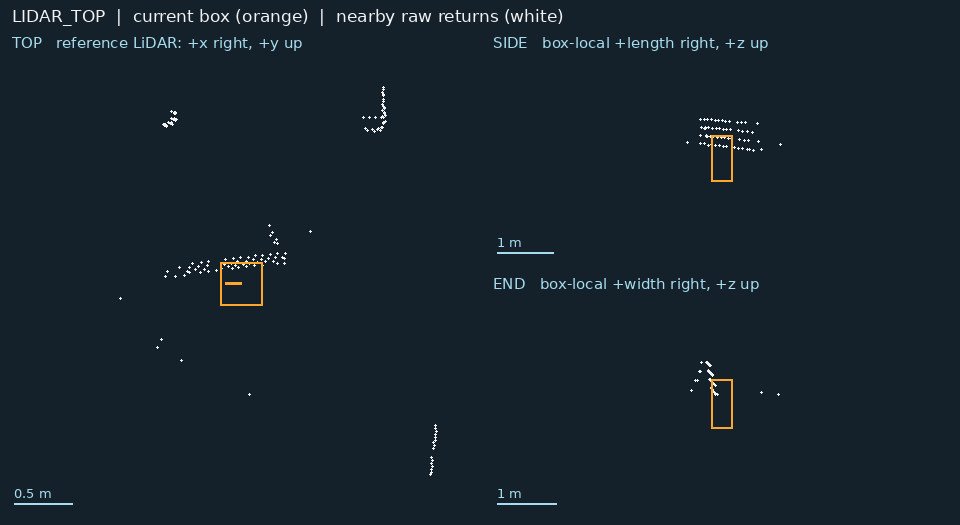 LIDAR_TOP | current box (orange) | nearby raw returns (white)
TOP reference LiDAR: +x right, +y up
SIDE box-local +length right, +z up
1 m
END box-local +width right, +z up
0.5 m
1 m